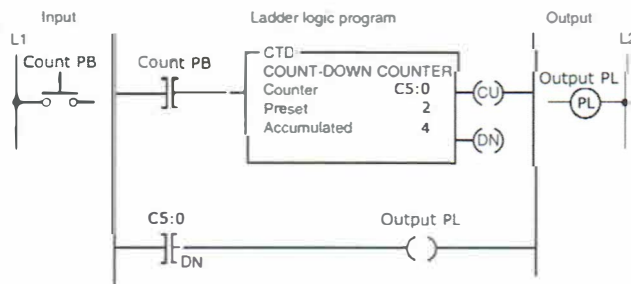 Input
Ladder logic program
Output
L1
L2
Count PB
Count PB
CTD
COUNT-DOWN COUNTER
Counter C5:0
Preset 2
Accumulated 4
CU
DN
Output PL
PL
C5:0
DN
Output PL